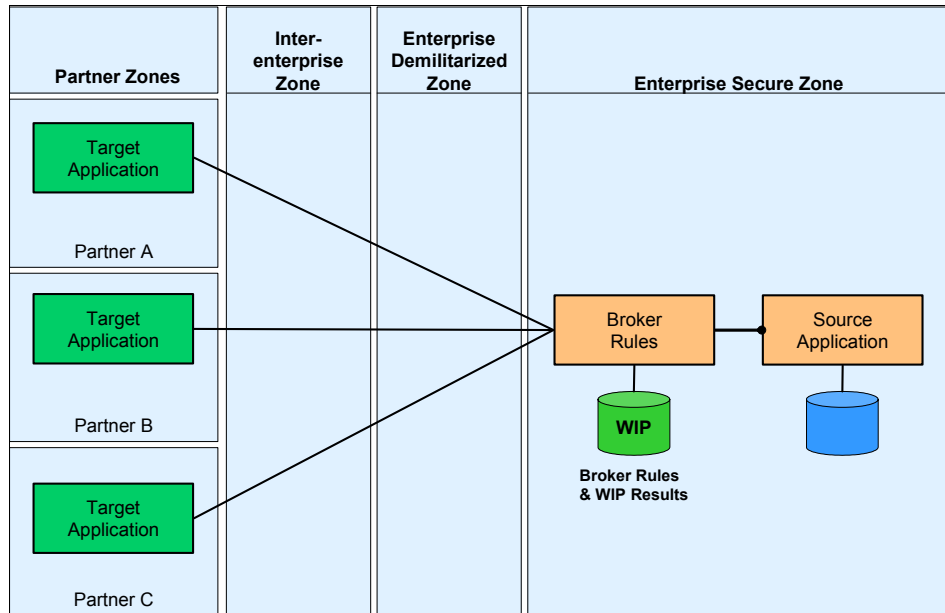 Partner Zones
Inter-
enterprise
Zone
Enterprise
Demilitarized
Zone
Enterprise Secure Zone
Target
Application
Partner A
Target
Application
Partner B
Target
Application
Partner C
Broker
Rules
Source
Application
WIP
Broker Rules
& WIP Results